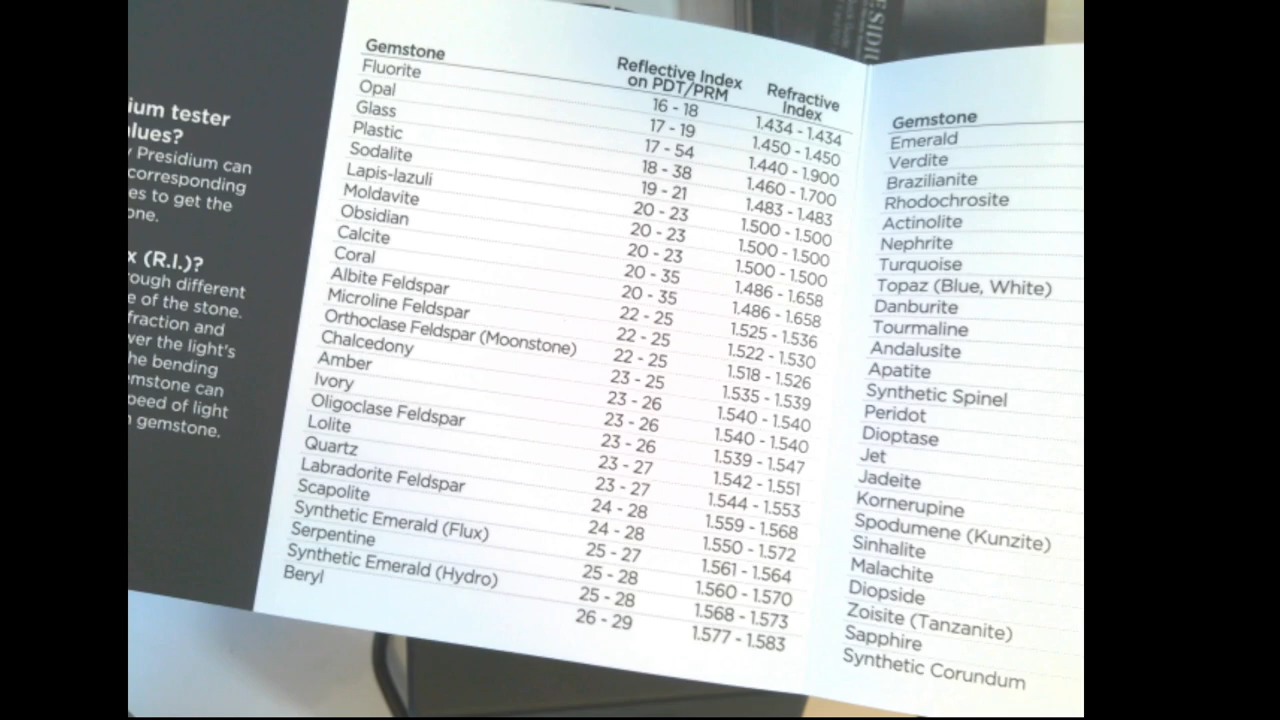 ium tester
lues?
Presidium can
corresponding
es to get the
one.
x (R.I.)?
ough different
e of the stone.
fraction and
ver the light's
he bending
emstone can
peed of light
gemstone.
Gemstone Reflective Index on PDT/PRM Refractive Index
Fluorite 16 - 18 1.434 - 1.434
Opal 17 - 19 1.450 - 1.450
Glass 17 - 54 1.440 - 1.900
Plastic 18 - 38 1.460 - 1.700
Sodalite 19 - 21 1.483 - 1.483
Lapis-lazuli 20 - 23 1.500 - 1.500
Moldavite 20 - 23 1.500 - 1.500
Obsidian 20 - 23 1.500 - 1.500
Calcite 20 - 35 1.486 - 1.658
Coral 20 - 35 1.486 - 1.658
Albite Feldspar 22 - 25 1.525 - 1.536
Microline Feldspar 22 - 25 1.522 - 1.530
Orthoclase Feldspar (Moonstone) 22 - 25 1.518 - 1.526
Chalcedony 23 - 25 1.535 - 1.539
Amber 23 - 26 1.540 - 1.540
Ivory 23 - 26 1.540 - 1.540
Oligoclase Feldspar 23 - 26 1.539 - 1.547
Lolite 23 - 27 1.542 - 1.551
Quartz 23 - 27 1.544 - 1.553
Labradorite Feldspar 24 - 28 1.559 - 1.568
Scapolite 24 - 28 1.550 - 1.572
Synthetic Emerald (Flux) 25 - 27 1.561 - 1.564
Serpentine 25 - 28 1.560 - 1.570
Synthetic Emerald (Hydro) 25 - 28 1.568 - 1.573
Beryl 26 - 29 1.577 - 1.583
Gemstone
Emerald
Verdite
Brazilianite
Rhodochrosite
Actinolite
Nephrite
Turquoise
Topaz (Blue, White)
Danburite
Tourmaline
Andalusite
Apatite
Synthetic Spinel
Peridot
Dioptase
Jet
Jadeite
Kornerupine
Spodumene (Kunzite)
Sinhalite
Malachite
Diopside
Zoisite (Tanzanite)
Sapphire
Synthetic Corundum